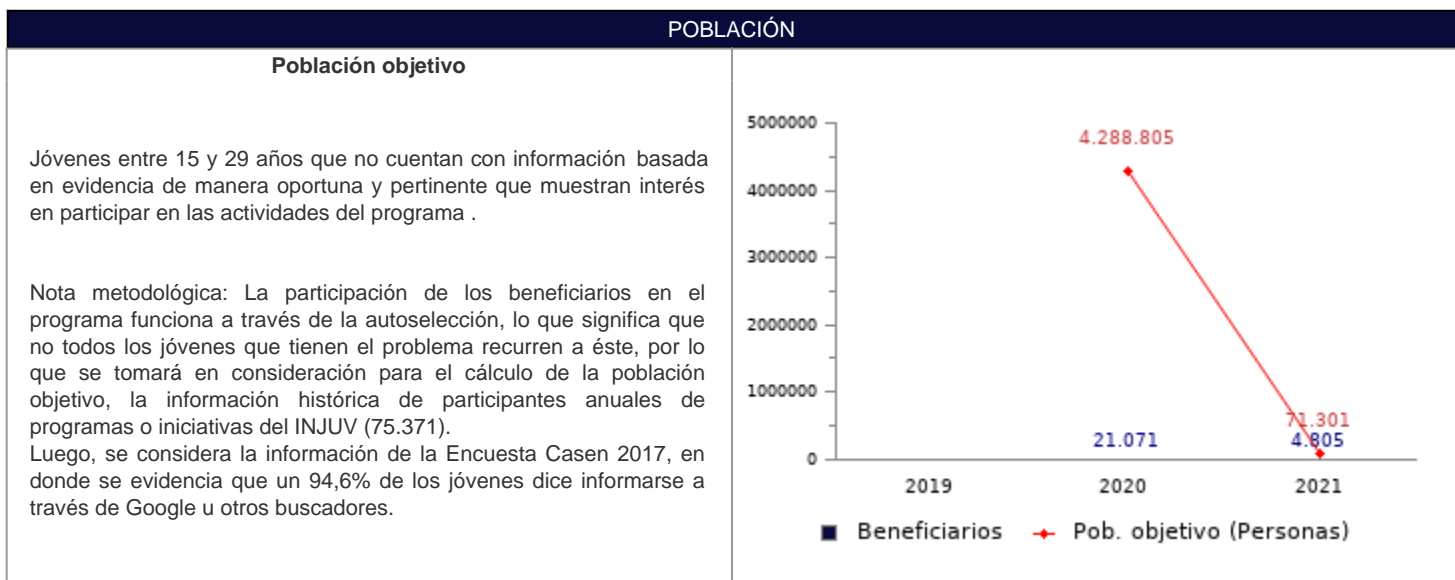 POBLACIÓN
Población objetivo
Jóvenes entre 15 y 29 años que no cuentan con información basada
en evidencia de manera oportuna y pertinente que muestran interés
en participar en las actividades del programa .
Nota metodológica: La participación de los beneficiarios en el
programa funciona a través de la autoselección, lo que significa que
no todos los jóvenes que tienen el problema recurren a éste, por lo
que se tomará en consideración para el cálculo de la población
objetivo, la información histórica de participantes anuales de
programas o iniciativas del INJUV (75.371).
Luego, se considera la información de la Encuesta Casen 2017, en
donde se evidencia que un 94,6% de los jóvenes dice informarse a
través de Google u otros buscadores.
5000000
4.288.805
4000000
3000000
2000000
1000000
71.301
21.071
4.805
0
2019
2020
2021
Beneficiarios
Pob. objetivo (Personas)